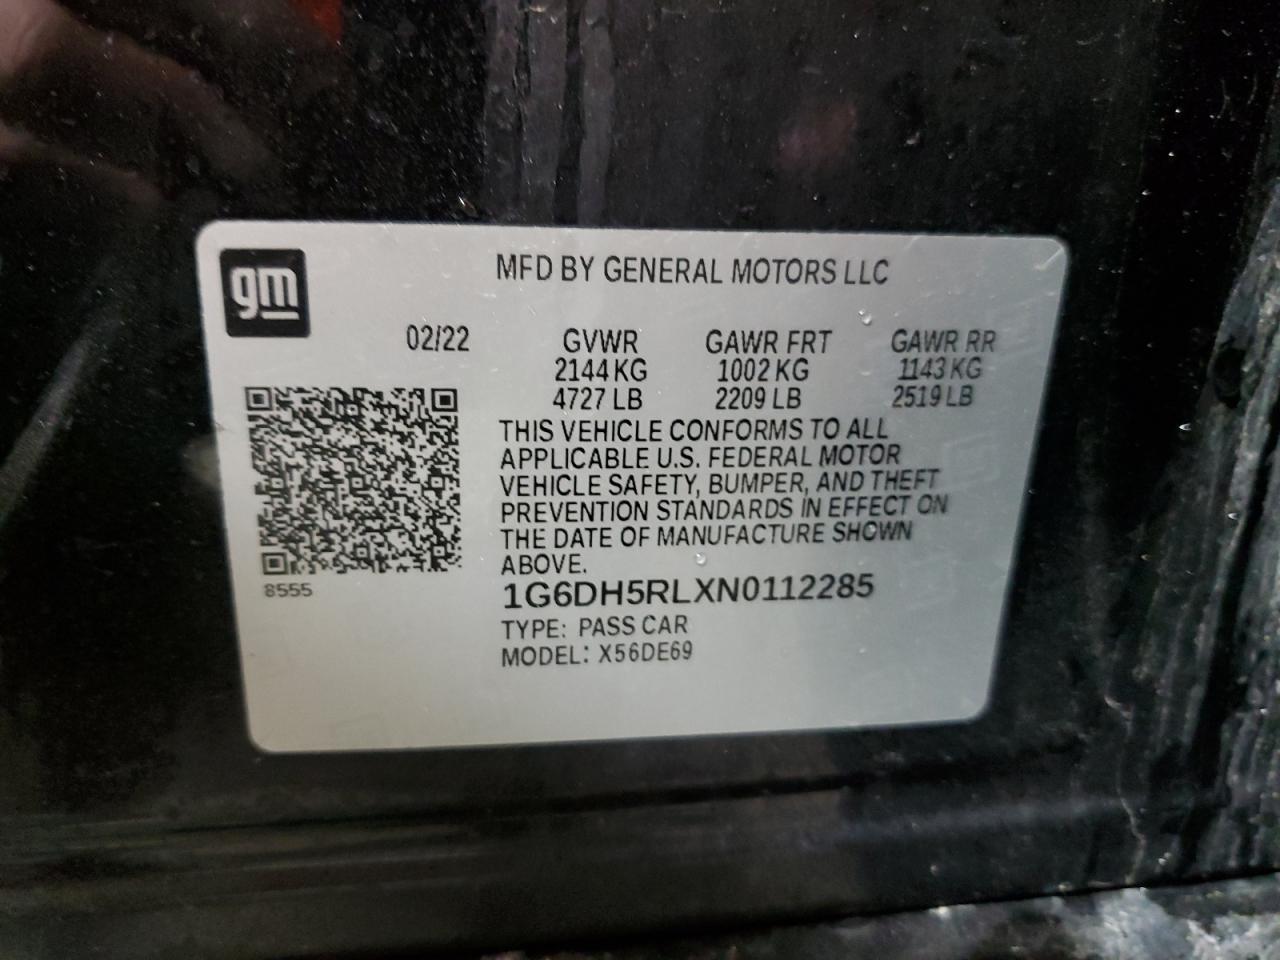 gm
MFD BY GENERAL MOTORS LLC
02/22 GVWR GAWR FRT GAWR RR
2144 KG 1002 KG 1143 KG
4727 LB 2209 LB 2519 LB
THIS VEHICLE CONFORMS TO ALL
APPLICABLE U.S. FEDERAL MOTOR
VEHICLE SAFETY, BUMPER, AND THEFT
PREVENTION STANDARDS IN EFFECT ON
THE DATE OF MANUFACTURE SHOWN
ABOVE.
8555
1G6DH5RLXN0112285
TYPE: PASS CAR
MODEL: X56DE69